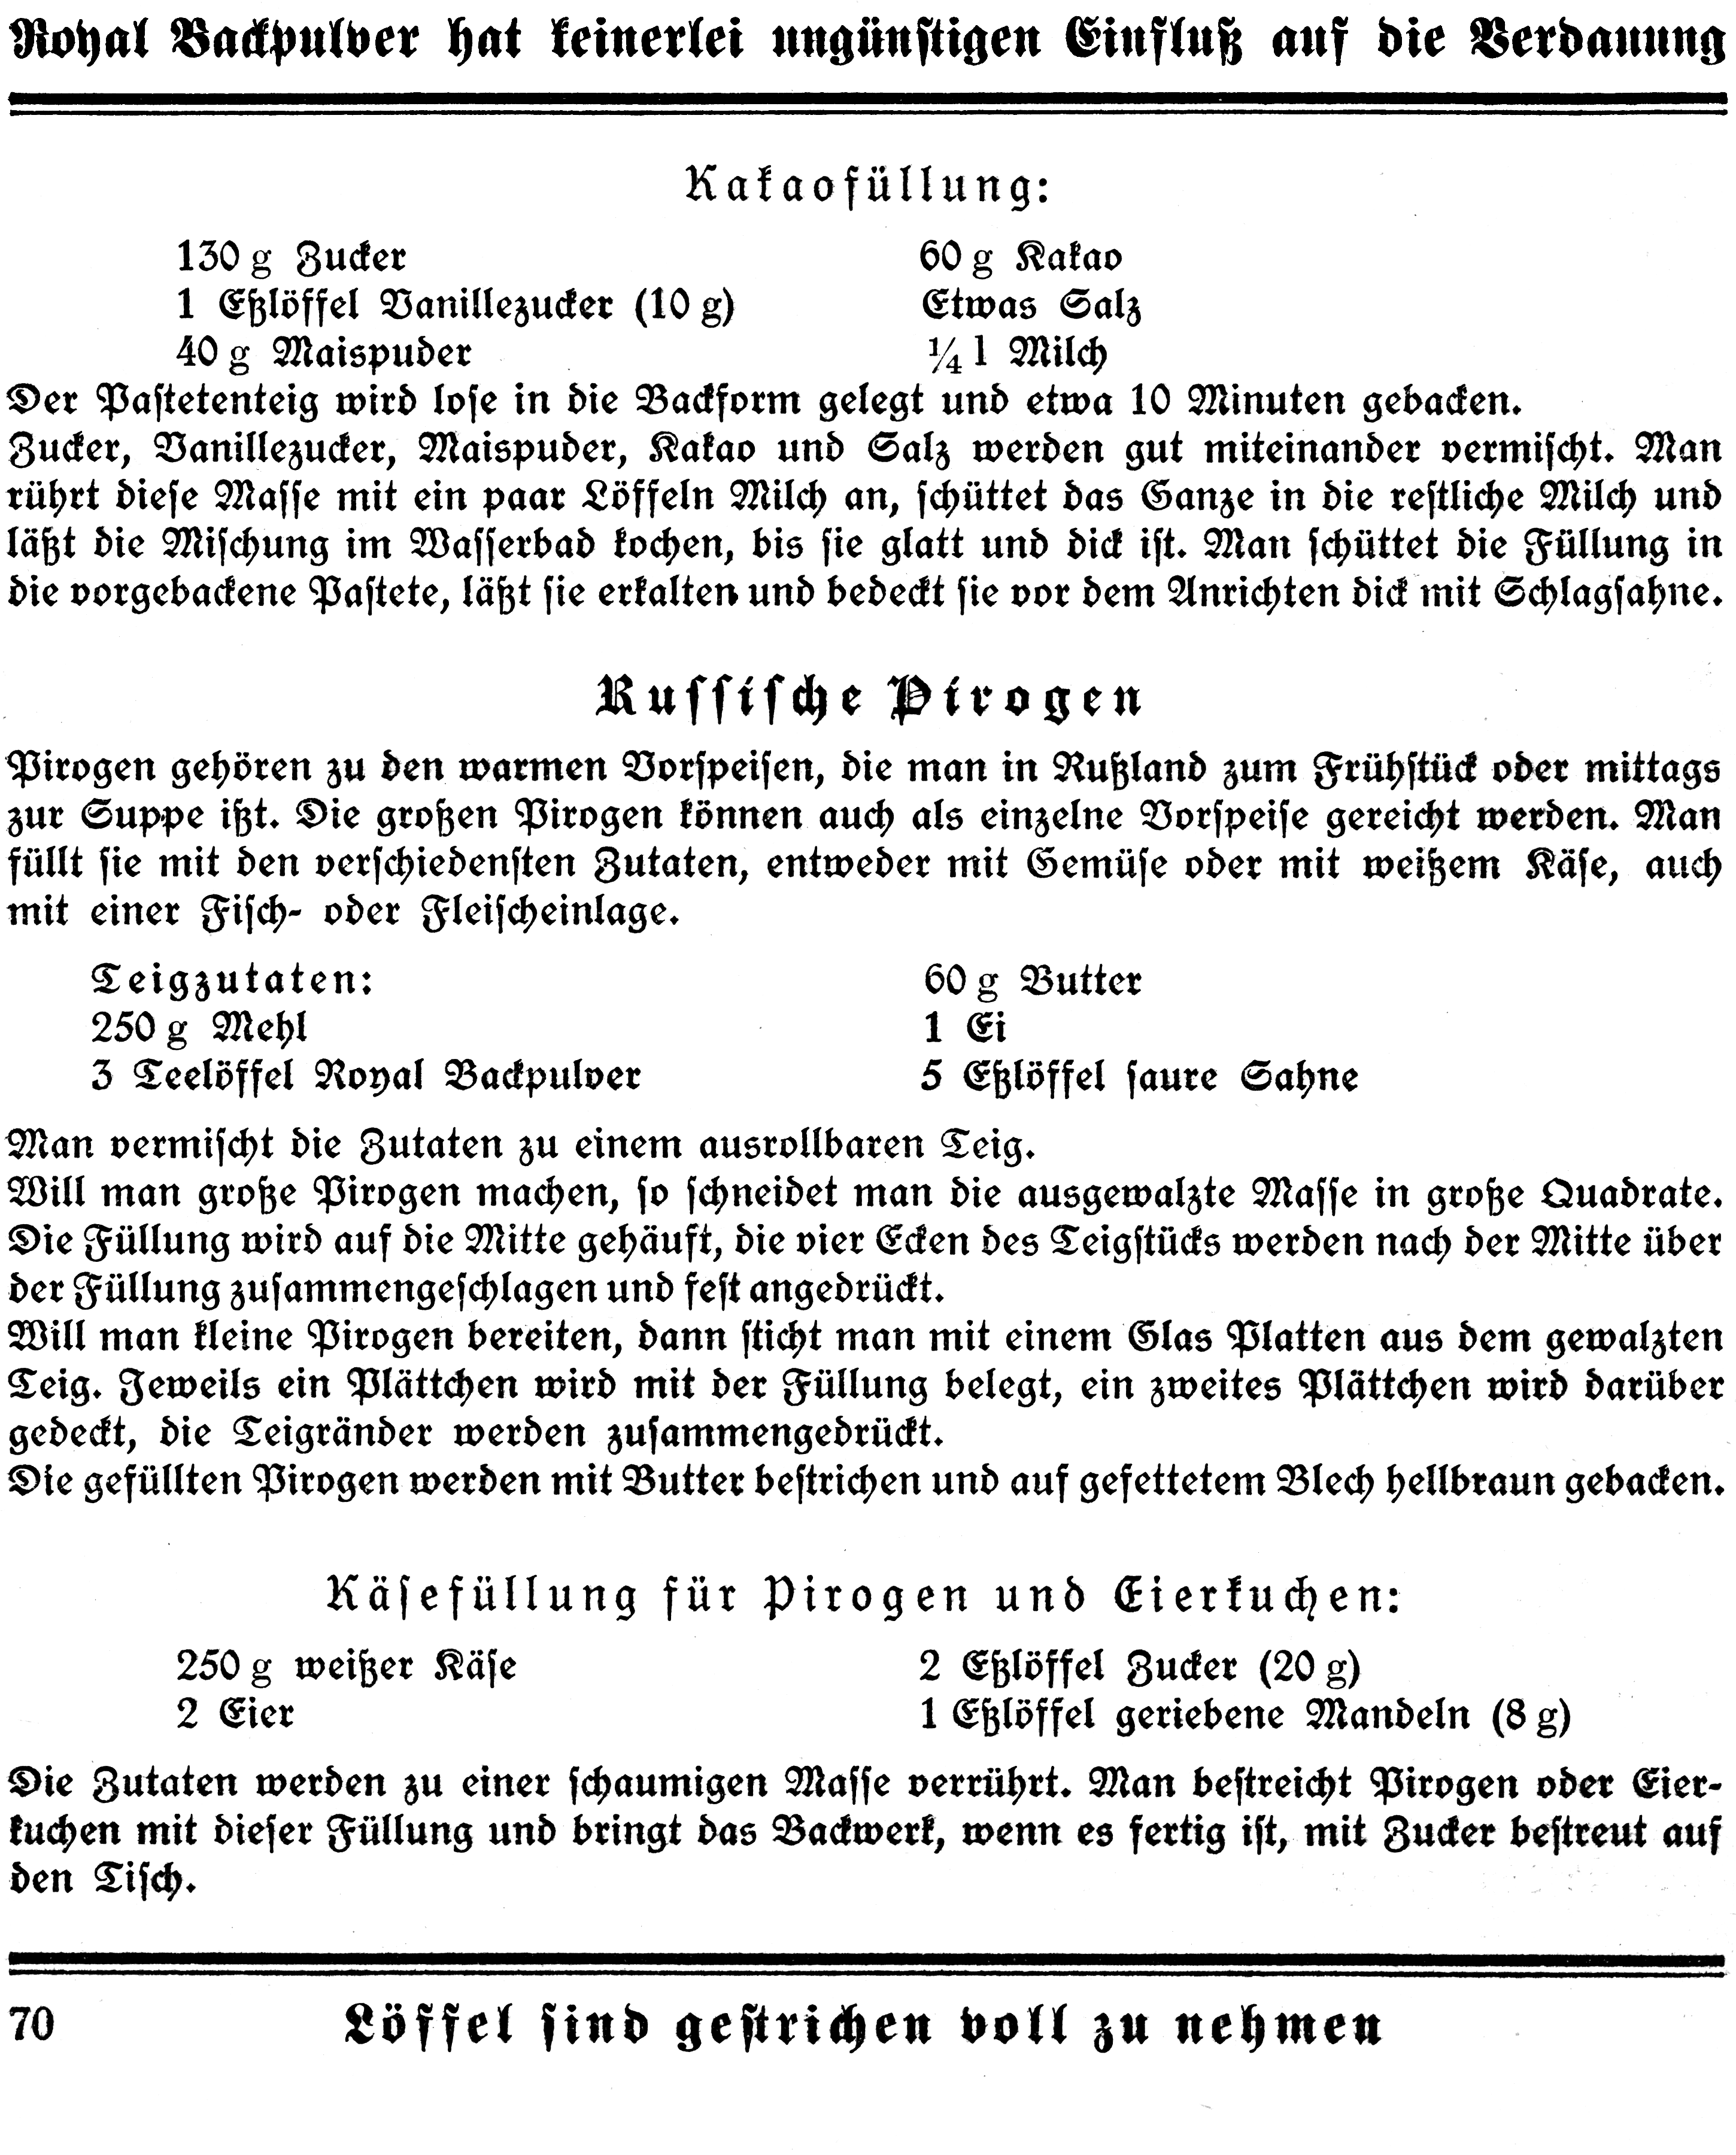 Royal Backpulver hat keinerlei ungünstigen Einfluß auf die Verdauung
Kakaofüllung:
130 g Zucker
1 Eßlöffel Vanillezucker (10 g)
40 g Maispuder
60 g Kakao
Etwas Salz
¼ l Milch
Der Pastetenteig wird lose in die Backform gelegt und etwa 10 Minuten gebacken.
Zucker, Vanillezucker, Maispuder, Kakao und Salz werden gut miteinander vermischt. Man
rührt diese Masse mit ein paar Löffeln Milch an, schüttet das Ganze in die restliche Milch und
läßt die Mischung im Wasserbad kochen, bis sie glatt und dick ist. Man schüttet die Füllung in
die vorgebackene Pastete, läßt sie erkalten und bedeckt sie vor dem Anrichten dick mit Schlagsahne.
Russische Pirogen
Pirogen gehören zu den warmen Vorspeisen, die man in Rußland zum Frühstück oder mittags
zur Suppe ißt. Die großen Pirogen können auch als einzelne Vorspeise gereicht werden. Man
füllt sie mit den verschiedensten Zutaten, entweder mit Gemüse oder mit weißem Käse, auch
mit einer Fisch- oder Fleischeinlage.
Teigzutaten:
250 g Mehl
3 Teelöffel Royal Backpulver
60 g Butter
1 Ei
5 Eßlöffel saure Sahne
Man vermischt die Zutaten zu einem ausrollbaren Teig.
Will man große Pirogen machen, so schneidet man die ausgewalzte Masse in große Quadrate.
Die Füllung wird auf die Mitte gehäuft, die vier Ecken des Teigstücks werden nach der Mitte über
der Füllung zusammengeschlagen und fest angedrückt.
Will man kleine Pirogen bereiten, dann sticht man mit einem Glas Platten aus dem gewalzten
Teig. Jeweils ein Plättchen wird mit der Füllung belegt, ein zweites Plättchen wird darüber
gedeckt, die Teigränder werden zusammengedrückt.
Die gefüllten Pirogen werden mit Butter bestrichen und auf gefettetem Blech hellbraun gebacken.
Käsefüllung für Pirogen und Eierkuchen:
250 g weißer Käse
2 Eier
2 Eßlöffel Zucker (20 g)
1 Eßlöffel geriebene Mandeln (8 g)
Die Zutaten werden zu einer schaumigen Masse verrührt. Man bestreicht Pirogen oder Eier-
kuchen mit dieser Füllung und bringt das Backwerk, wenn es fertig ist, mit Zucker bestreut auf
den Tisch.
70
Löffel sind gestrichen voll zu nehmen